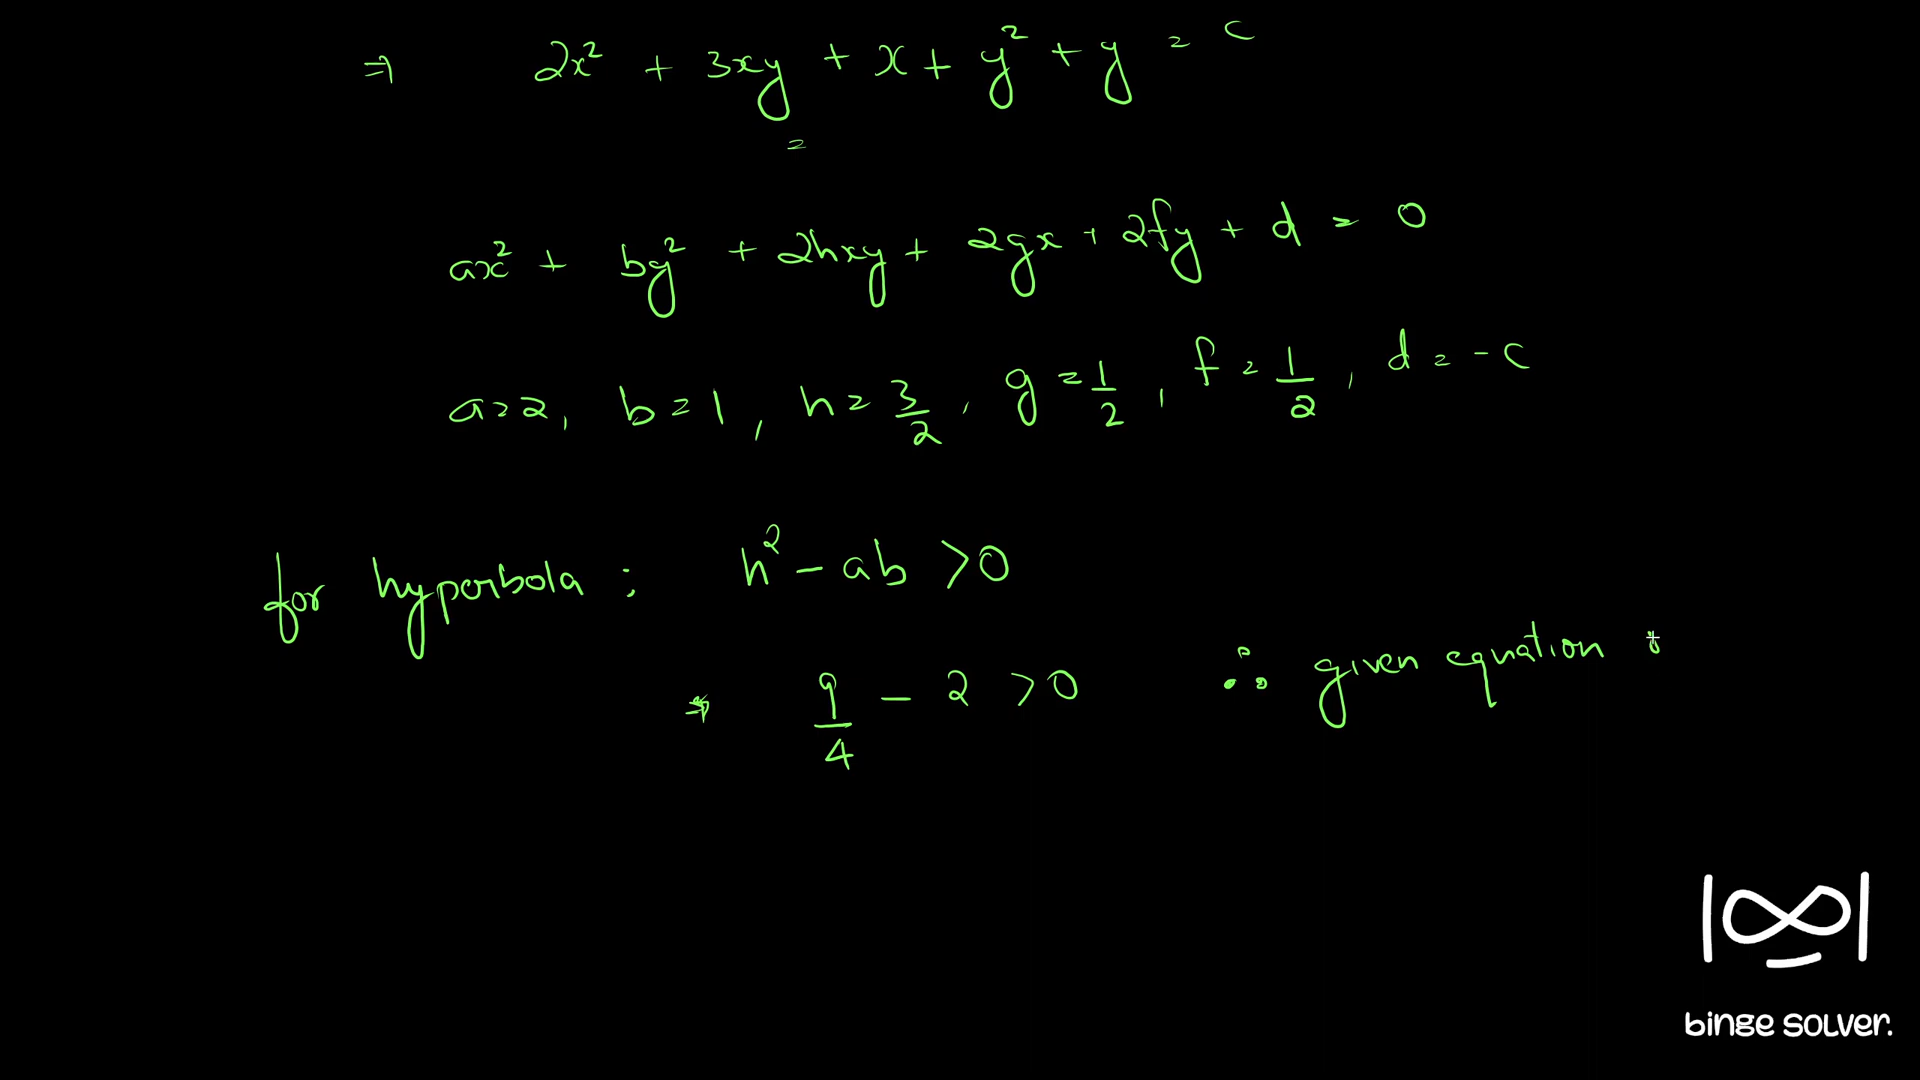 ⇒ 2x² + 3xy + x + y² + y = c
=
ax² + by² + 2hxy + 2gx + 2fy + d = 0
a=2, b=1, h=3/2, g=1/2, f=1/2, d=-c
for hyperbola : h² - ab >0
⇒ 9/4 - 2 >0 ∴ given equation
binge solver.